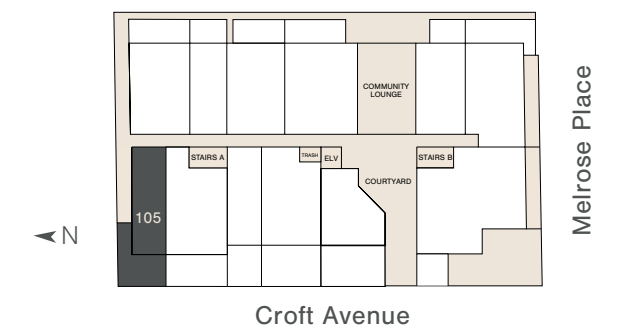 COMMUNITY
LOUNGE
STAIRS A
TRASH
ELV
STAIRS B
COURTYARD
105
N
Melrose Place
Croft Avenue